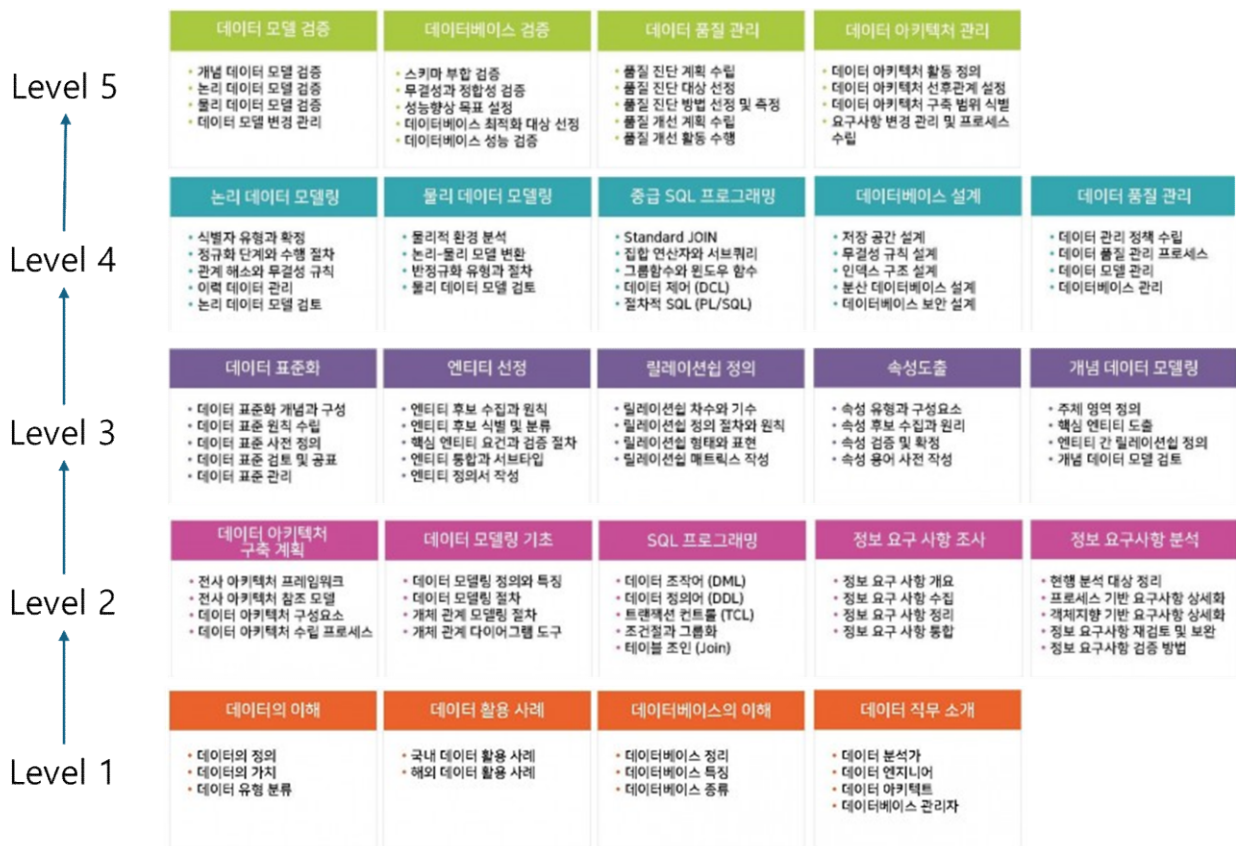 Level 5
데이터 모델 검증
• 개념 데이터 모델 검증
• 논리 데이터 모델 검증
• 물리 데이터 모델 검증
• 데이터 모델 변경 관리
데이터베이스 검증
• 스키마 부합 검증
• 무결성과 정합성 검증
• 성능향상 목표 설정
• 데이터베이스 최적화 대상 선정
• 데이터베이스 성능 검증
데이터 품질 관리
• 품질 진단 계획 수립
• 품질 진단 대상 선정
• 품질 진단 방법 선정 및 측정
• 품질 개선 계획 수립
• 품질 개선 활동 수행
데이터 아키텍처 관리
• 데이터 아키텍처 활동 정의
• 데이터 아키텍처 선후관계 설정
• 데이터 아키텍처 구축 범위 식별
• 요구사항 변경 관리 및 프로세스
수립
Level 4
논리 데이터 모델링
• 식별자 유형과 확정
• 정규화 단계와 수행 절차
• 관계 해소와 무결성 규칙
• 이력 데이터 관리
• 논리 데이터 모델 검토
물리 데이터 모델링
• 물리적 환경 분석
• 논리-물리 모델 변환
• 반정규화 유형과 절차
• 물리 데이터 모델 검토
중급 SQL 프로그래밍
• Standard JOIN
• 집합 연산자와 서브쿼리
• 그룹함수와 윈도우 함수
• 데이터 제어 (DCL)
• 절차적 SQL (PL/SQL)
데이터베이스 설계
• 저장 공간 설계
• 무결성 규칙 설계
• 인덱스 구조 설계
• 분산 데이터베이스 설계
• 데이터베이스 보안 설계
데이터 품질 관리
• 데이터 관리 정책 수립
• 데이터 품질 관리 프로세스
• 데이터 모델 관리
• 데이터베이스 관리
Level 3
데이터 표준화
• 데이터 표준화 개념과 구성
• 데이터 표준 원칙 수립
• 데이터 표준 사전 정의
• 데이터 표준 검토 및 공표
• 데이터 표준 관리
엔티티 선정
• 엔티티 후보 수집과 원칙
• 엔티티 후보 식별 및 분류
• 핵심 엔티티 요건과 검증 절차
• 엔티티 통합과 서브타입
• 엔티티 정의서 작성
릴레이션쉽 정의
• 릴레이션쉽 차수와 기수
• 릴레이션쉽 정의 절차와 원칙
• 릴레이션쉽 형태와 표현
• 릴레이션쉽 매트릭스 작성
속성도출
• 속성 유형과 구성요소
• 속성 후보 수집과 원리
• 속성 검증 및 확정
• 속성 용어 사전 작성
개념 데이터 모델링
• 주체 영역 정의
• 핵심 엔티티 도출
• 엔티티 간 릴레이션쉽 정의
• 개념 데이터 모델 검토
Level 2
데이터 아키텍처
구축 계획
• 전사 아키텍처 프레임워크
• 전사 아키텍처 참조 모델
• 데이터 아키텍처 구성요소
• 데이터 아키텍처 수립 프로세스
데이터 모델링 기초
• 데이터 모델링 정의와 특징
• 데이터 모델링 절차
• 개체 관계 모델링 절차
• 개체 관계 다이어그램 도구
SQL 프로그래밍
• 데이터 조작어 (DML)
• 데이터 정의어 (DDL)
• 트랜잭션 컨트롤 (TCL)
• 조건절과 그룹화
• 테이블 조인 (Join)
정보 요구 사항 조사
• 정보 요구 사항 개요
• 정보 요구 사항 수집
• 정보 요구 사항 정리
• 정보 요구 사항 통합
정보 요구사항 분석
• 현행 분석 대상 정리
• 프로세스 기반 요구사항 상세화
• 객체지향 기반 요구사항 상세화
• 정보 요구사항 재검토 및 보완
• 정보 요구사항 검증 방법
Level 1
데이터의 이해
• 데이터의 정의
• 데이터의 가치
• 데이터 유형 분류
데이터 활용 사례
• 국내 데이터 활용 사례
• 해외 데이터 활용 사례
데이터베이스의 이해
• 데이터베이스 정리
• 데이터베이스 특징
• 데이터베이스 종류
데이터 직무 소개
• 데이터 분석가
• 데이터 엔지니어
• 데이터 아키텍트
• 데이터베이스 관리자